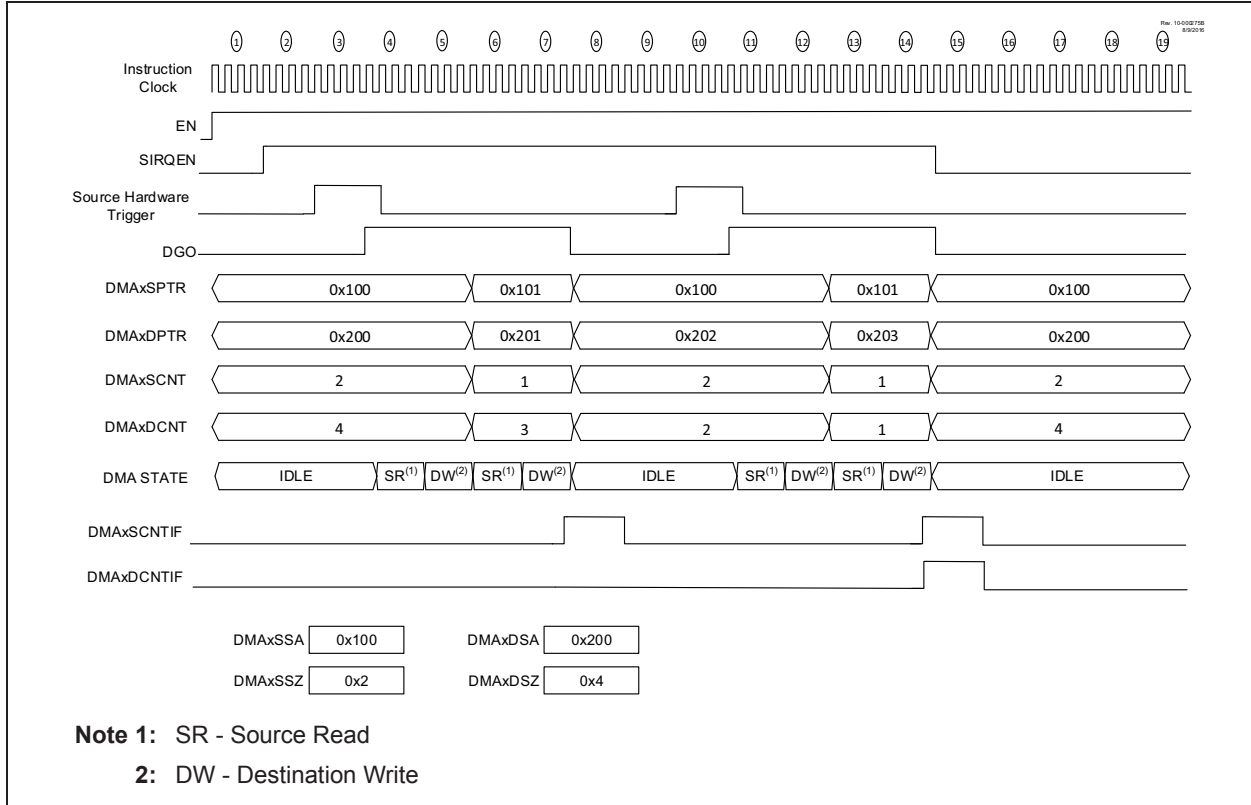 Rev. 10-000275B
8/9/2016
1 2 3 4 5 6 7 8 9 10 11 12 13 14 15 16 17 18 19
Instruction
Clock
EN
SIRQEN
Source Hardware
Trigger
DGO
DMAxSPTR 0x100 0x101 0x100 0x101 0x100
DMAxDPTR 0x200 0x201 0x202 0x203 0x200
DMAxSCNT 2 1 2 1 2
DMAxDCNT 4 3 2 1 4
DMA STATE IDLE SR(1) DW(2) SR(1) DW(2) IDLE SR(1) DW(2) SR(1) DW(2) IDLE
DMAxSCNTIF
DMAxDCNTIF
DMAxSSA 0x100 DMAxDSA 0x200
DMAxSSZ 0x2 DMAxDSZ 0x4
Note 1: SR - Source Read
2: DW - Destination Write